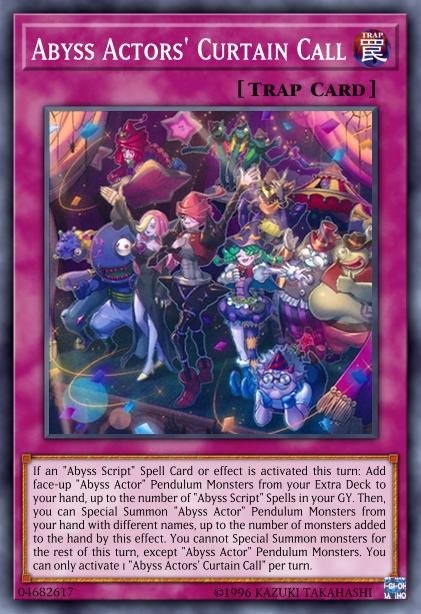 Abyss Actors' Curtain Call
TRAP
罠
[Trap Card]
If an "Abyss Script" Spell Card or effect is activated this turn: Add
face-up "Abyss Actor" Pendulum Monsters from your Extra Deck to
your hand, up to the number of "Abyss Script" Spells in your GY. Then,
you can Special Summon "Abyss Actor" Pendulum Monsters from
your hand with different names, up to the number of monsters added
to the hand by this effect. You cannot Special Summon monsters for
the rest of this turn, except "Abyss Actor" Pendulum Monsters. You
can only activate 1 "Abyss Actors' Curtain Call" per turn.
04682617
©1996 KAZUKI TAKAHASHI